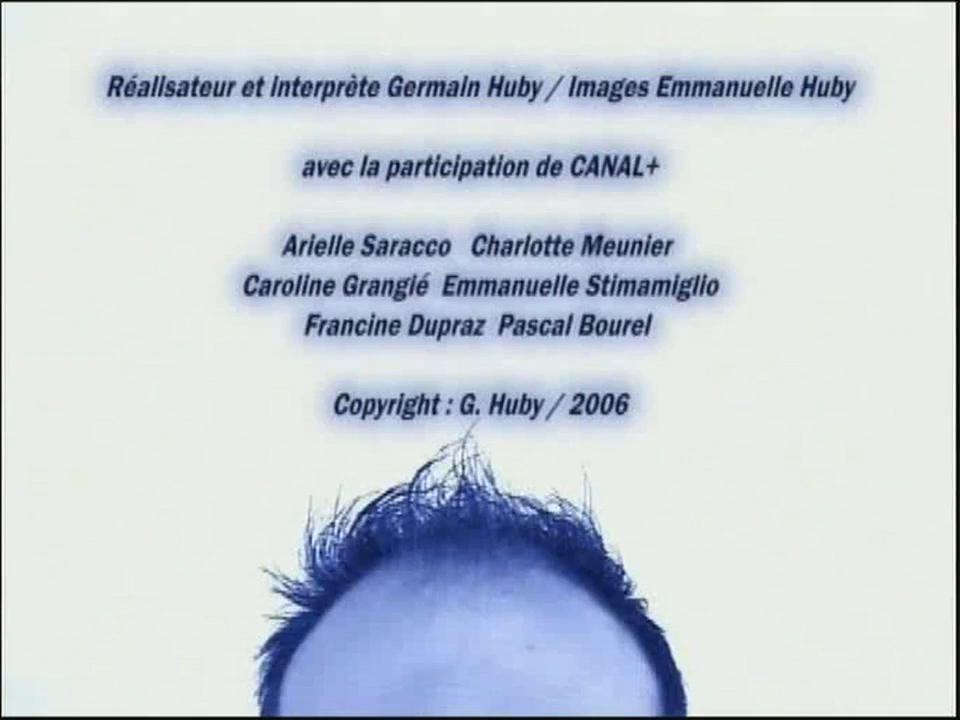 Réalisateur et interprète Germain Huby / Images Emmanuelle Huby
avec la participation de CANAL+
Arielle Saracco Charlotte Meunier
Caroline Grangié Emmanuelle Stimamiglio
Francine Dupraz Pascal Bourel
Copyright : G. Huby / 2006